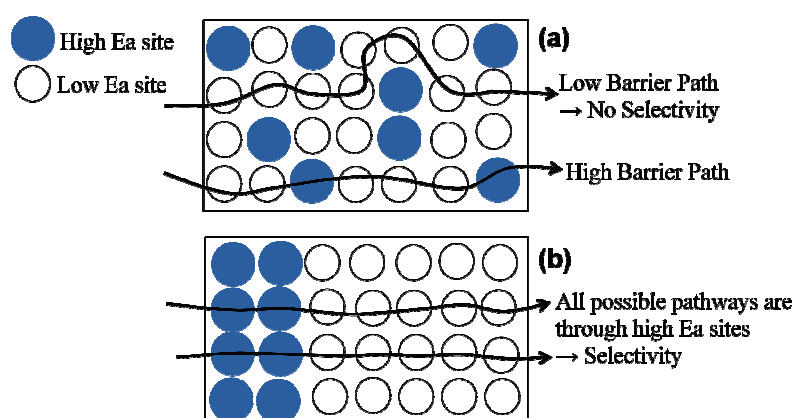 High Ea site
Low Ea site
(a)
Low Barrier Path
→ No Selectivity
High Barrier Path
(b)
All possible pathways are
through high Ea sites
→ Selectivity